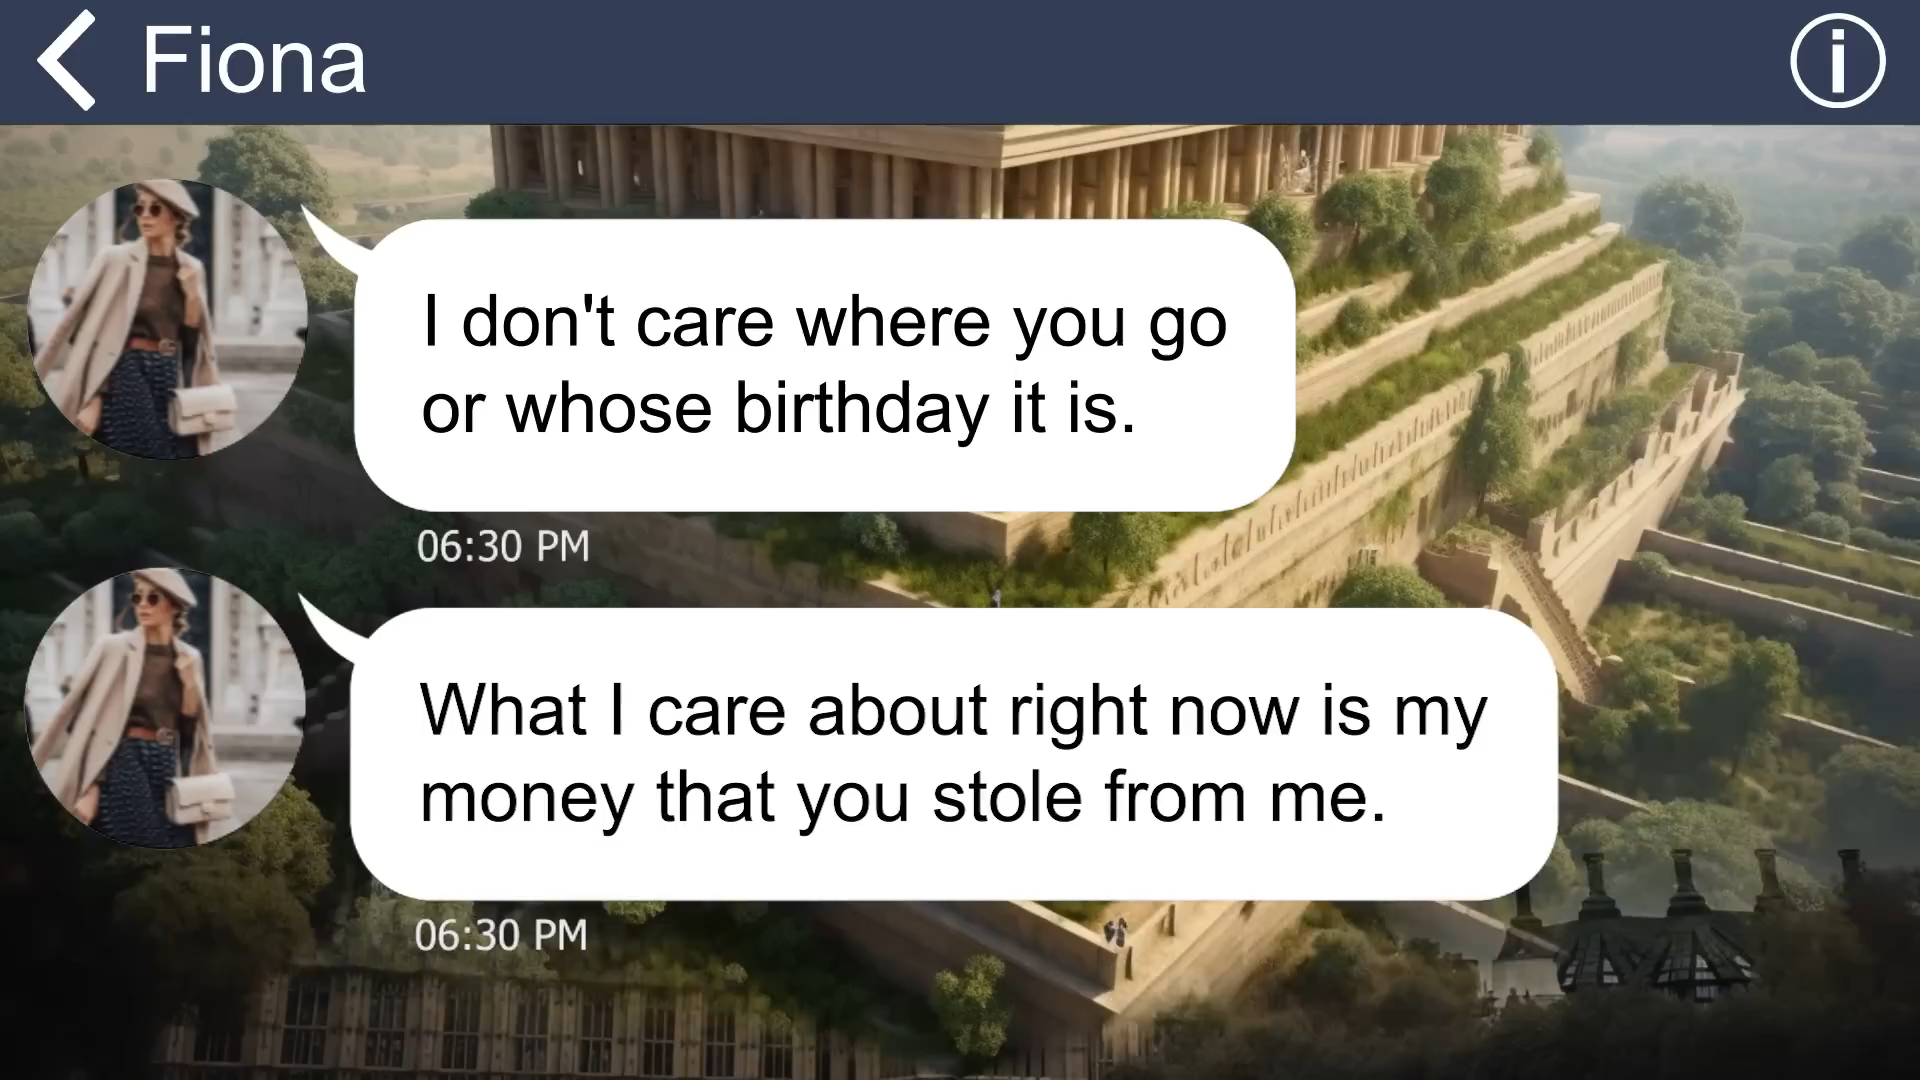 Fiona
I don't care where you go
or whose birthday it is.
06:30 PM
What I care about right now is my
money that you stole from me.
06:30 PM